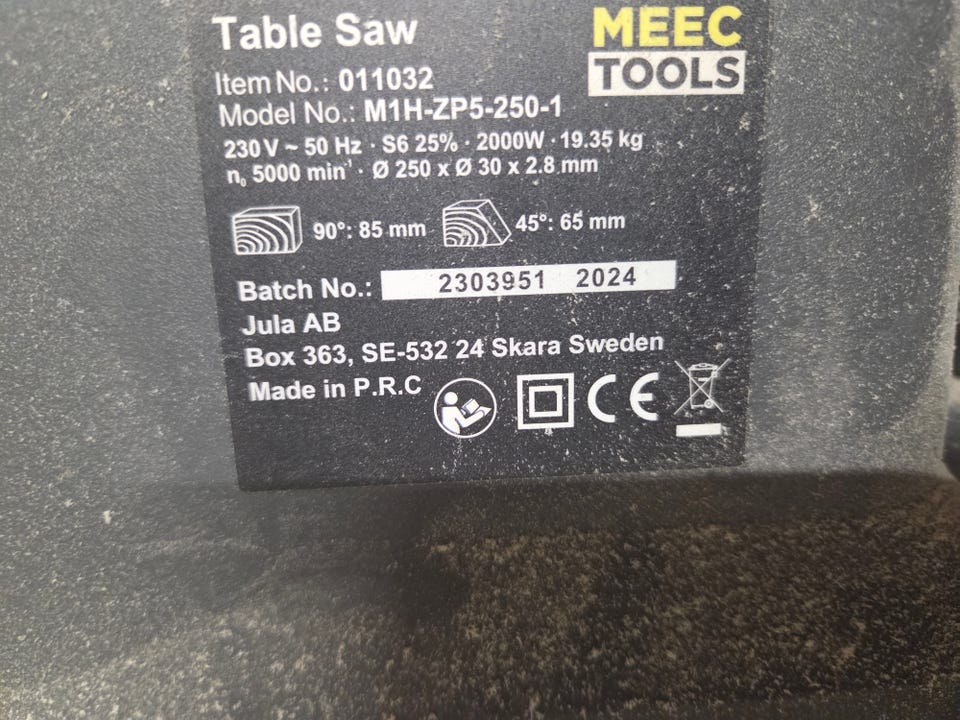 Table Saw
MEEC
TOOLS
Item No.: 011032
Model No.: M1H-ZP5-250-1
230 V ~ 50 Hz · S6 25% · 2000W · 19.35 kg
n₀ 5000 min⁻¹ · Ø 250 x Ø 30 x 2.8 mm
90°: 85 mm 45°: 65 mm
Batch No.: 2303951 2024
Jula AB
Box 363, SE-532 24 Skara Sweden
Made in P.R.C
CE